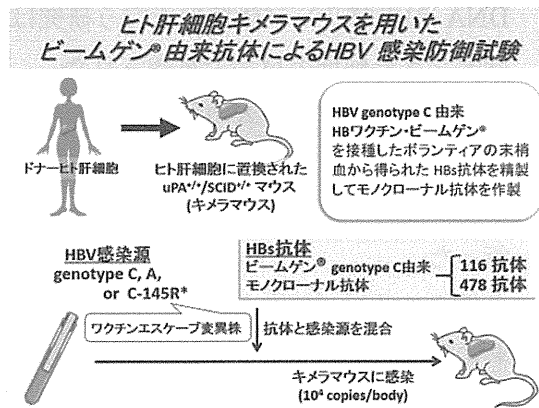 ヒト肝細胞キメラマウスを用いた
ビームゲン®由来抗体によるHBV 感染防御試験
ドナーヒト肝細胞
ヒト肝細胞に置換された
uPA+/+/SCID+/+ マウス
(キメラマウス)
HBV genotype C 由来
HBワクチン・ビームゲン®
を接種したボランティアの末梢
血から得られた HBs抗体を精製
してモノクローナル抗体を作製
HBV感染源
genotype C, A,
or C-145R*
ワクチンエスケープ変異株
HBs抗体
ビームゲン® genotype C由来
モノクローナル抗体
116 抗体
478 抗体
抗体と感染源を混合
キメラマウスに感染
(10⁴ copies/body)